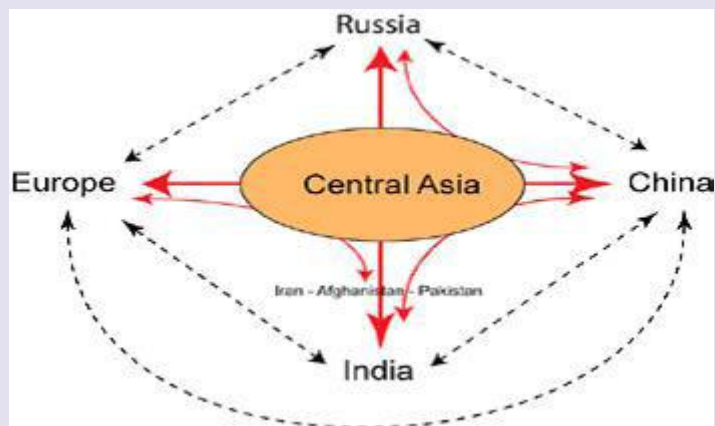 Russia
Europe
Central Asia
China
Iran - Afghanistan - Pakistan
India